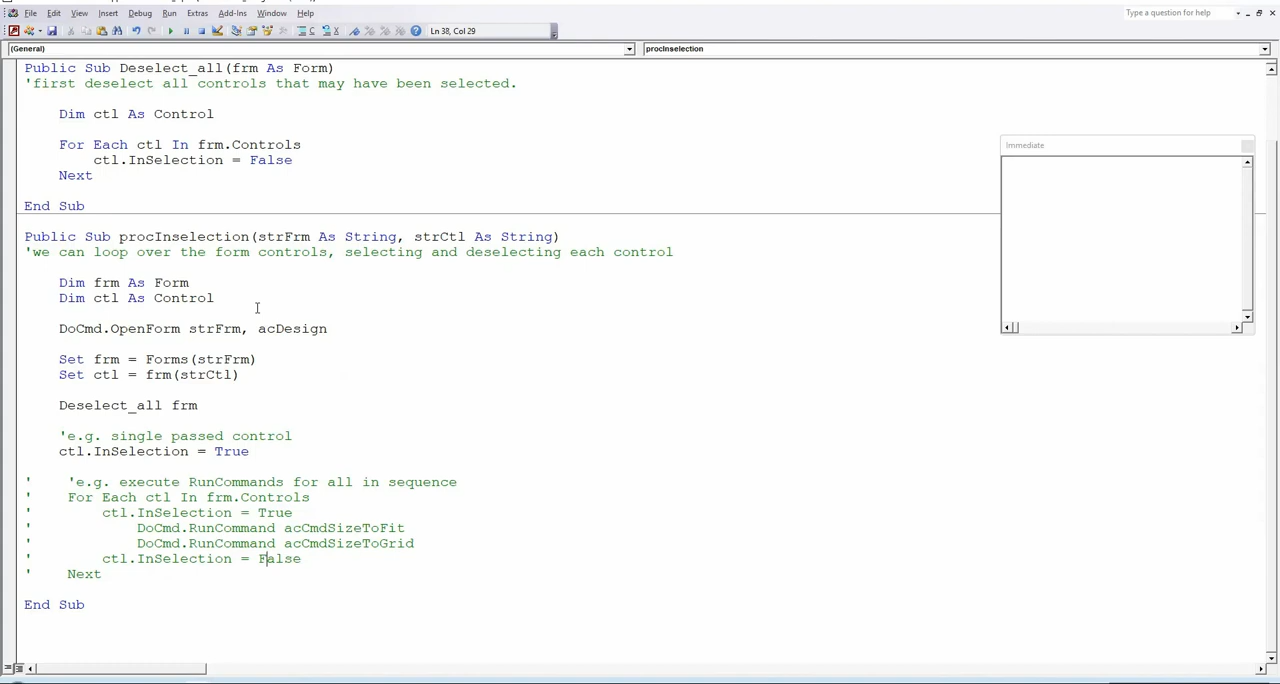 File Edit View Insert Debug Run Extras Add-Ins Window Help
Type a question for help
Ln 38, Col 29
(General)
procInselection
Public Sub Deselect_all(frm As Form)
'first deselect all controls that may have been selected.
Dim ctl As Control
For Each ctl In frm.Controls
ctl.InSelection = False
Next
End Sub
Public Sub procInselection(strFrm As String, strCtl As String)
'we can loop over the form controls, selecting and deselecting each control
Dim frm As Form
Dim ctl As Control
DoCmd.OpenForm strFrm, acDesign
Set frm = Forms(strFrm)
Set ctl = frm(strCtl)
Deselect_all frm
'e.g. single passed control
ctl.InSelection = True
' 'e.g. execute RunCommands for all in sequence
' For Each ctl In frm.Controls
' ctl.InSelection = True
' DoCmd.RunCommand acCmdSizeToFit
' DoCmd.RunCommand acCmdSizeToGrid
' ctl.InSelection = False
' Next
End Sub
Immediate